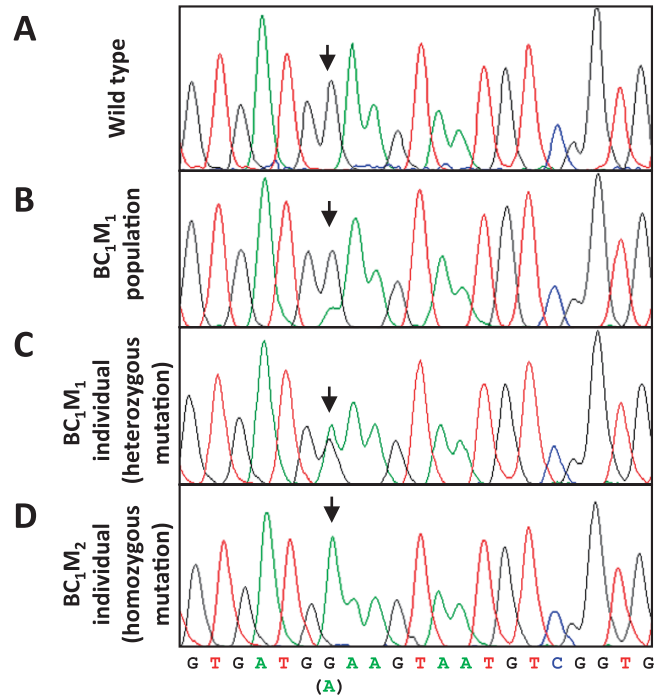 A
Wild type
B
BC₁M₁
population
C
BC₁M₁
individual
(heterozygous
mutation)
D
BC₁M₂
individual
(homozygous
mutation)
G T G A T G G A A G T A A T G T C G G T G
(A)